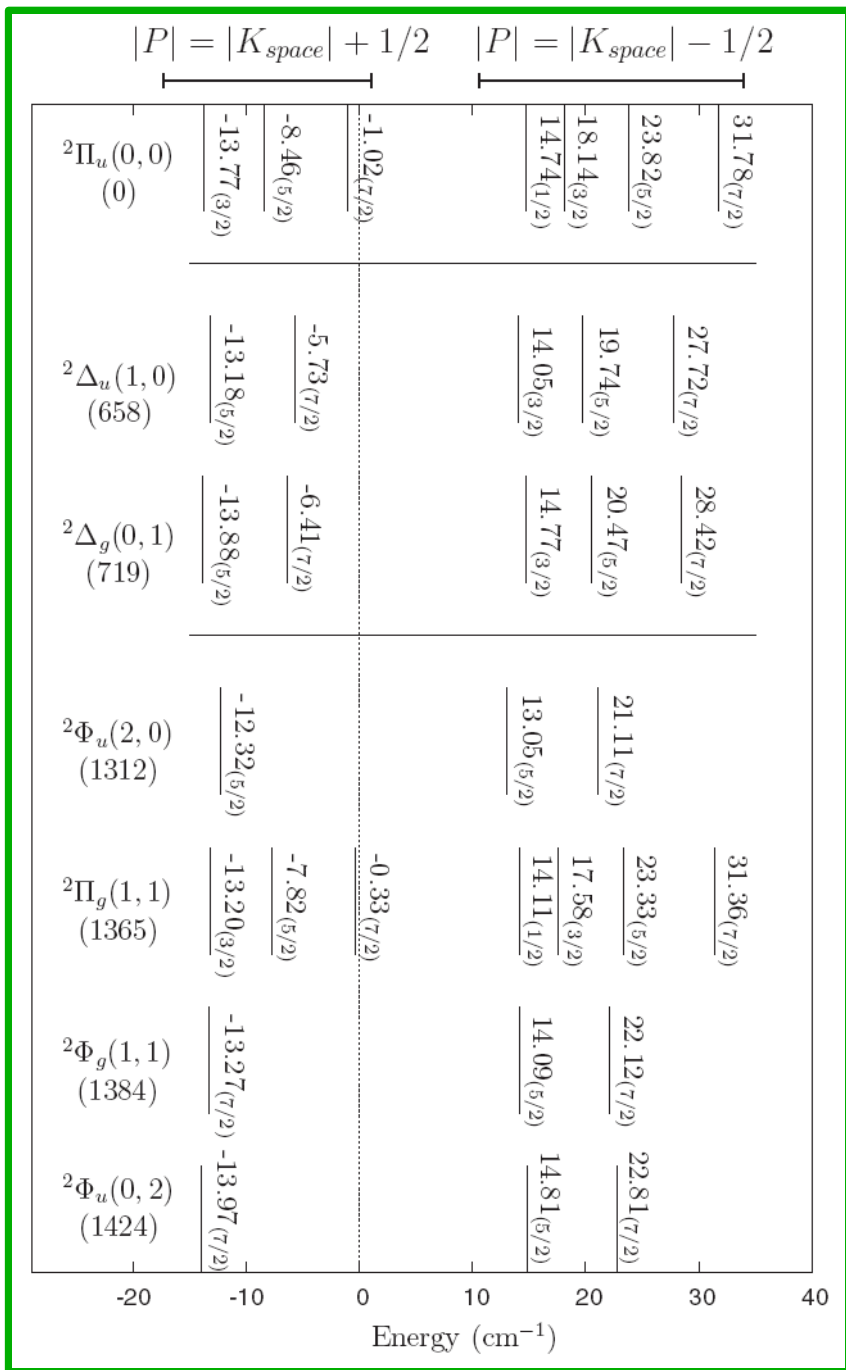 |P| = |K_space| + 1/2 |P| = |K_space| − 1/2
²Π_u(0,0)
(0)
-13.77(3/2) -8.46(5/2) -1.02(7/2) 14.74(1/2) -18.14(3/2) 23.82(5/2) 31.78(7/2)
²Δ_u(1,0)
(658)
-13.18(5/2) -5.73(7/2) 14.05(3/2) 19.74(5/2) 27.72(7/2)
²Δ_g(0,1)
(719)
-13.88(5/2) -6.41(7/2) 14.77(3/2) 20.47(5/2) 28.42(7/2)
²Φ_u(2,0)
(1312)
-12.32(5/2) 13.05(5/2) 21.11(7/2)
²Π_g(1,1)
(1365)
-13.20(3/2) -7.82(5/2) -0.33(7/2) 14.11(1/2) 17.58(3/2) 23.33(5/2) 31.36(7/2)
²Φ_g(1,1)
(1384)
-13.27(7/2) 14.09(5/2) 22.12(7/2)
²Φ_u(0,2)
(1424)
-13.97(7/2) 14.81(5/2) 22.81(7/2)
-20 -10 0 10 20 30 40
Energy (cm⁻¹)